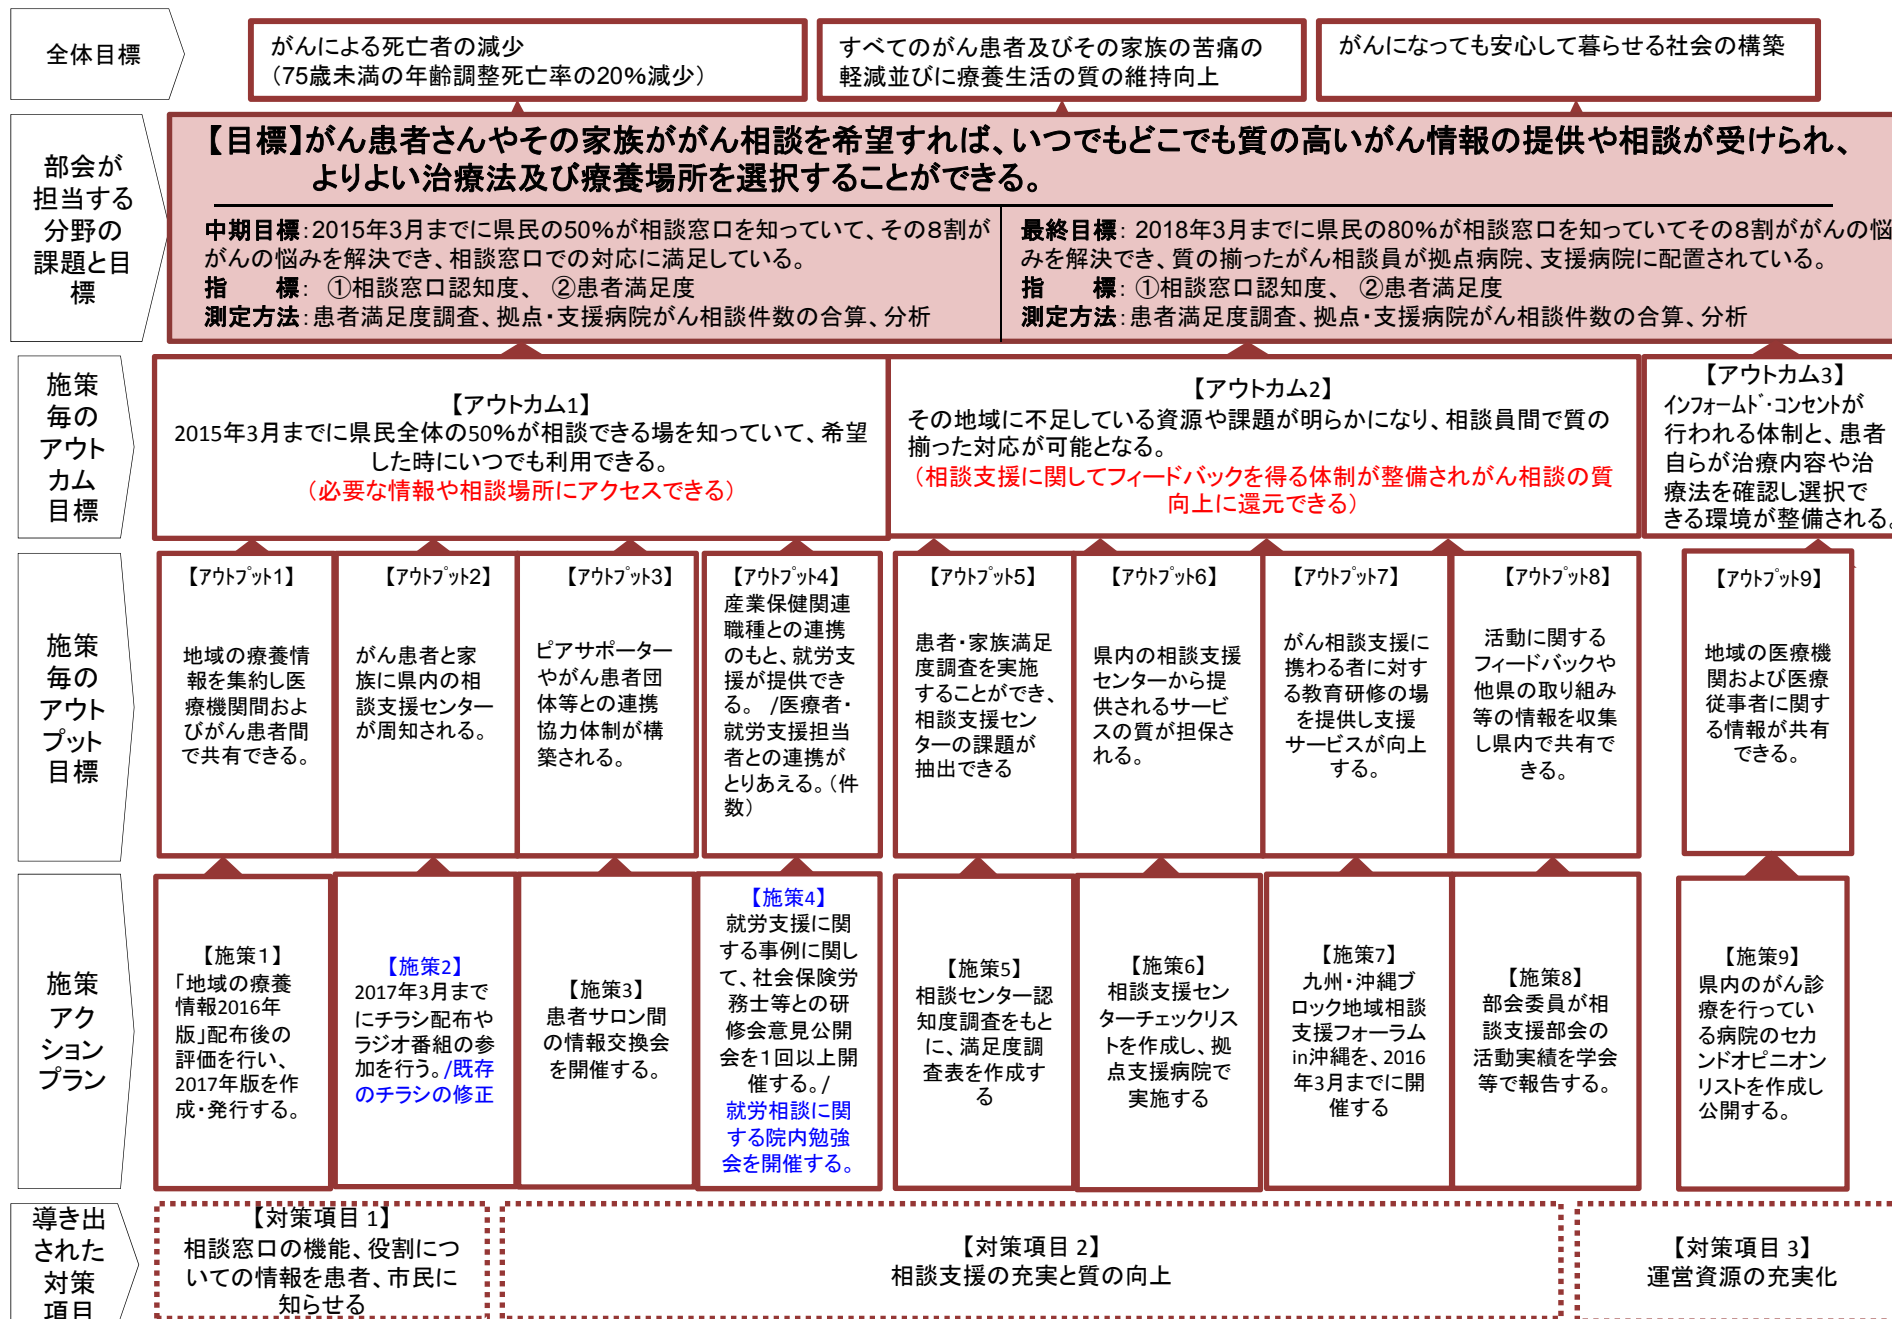 全体目標
がんによる死亡者の減少
（75歳未満の年齢調整死亡率の20％減少）
すべてのがん患者及びその家族の苦痛の
軽減並びに療養生活の質の維持向上
がんになっても安心して暮らせる社会の構築
部会が
担当する
分野の
課題と目
標
【目標】がん患者さんやその家族ががん相談を希望すれば、いつでもどこでも質の高いがん情報の提供や相談が受けられ、
よりよい治療法及び療養場所を選択することができる。
中期目標：2015年3月までに県民の50％が相談窓口を知っていて、その８割が
がんの悩みを解決でき、相談窓口での対応に満足している。
指　　標： ①相談窓口認知度、 ②患者満足度
測定方法：患者満足度調査、拠点・支援病院がん相談件数の合算、分析
最終目標： 2018年3月までに県民の80％が相談窓口を知っていてその８割ががんの悩
みを解決でき、質の揃ったがん相談員が拠点病院、支援病院に配置されている。
指　　標： ①相談窓口認知度、 ②患者満足度
測定方法：患者満足度調査、拠点・支援病院がん相談件数の合算、分析
施策
毎の
アウト
カム
目標
【アウトカム1】
2015年3月までに県民全体の50％が相談できる場を知っていて、希望
した時にいつでも利用できる。
（必要な情報や相談場所にアクセスできる）
【アウトカム2】
その地域に不足している資源や課題が明らかになり、相談員間で質の
揃った対応が可能となる。
（相談支援に関してフィードバックを得る体制が整備されがん相談の質
向上に還元できる）
【アウトカム3】
ｲﾝﾌｫｰﾑﾄﾞ･ｺﾝｾﾝﾄが
行われる体制と、患者
自らが治療内容や治
療法を確認し選択で
きる環境が整備される。
施策
毎の
アウト
プット
目標
【ｱｳﾄﾌﾟｯﾄ1】
地域の療養情
報を集約し医
療機関間およ
びがん患者間
で共有できる。
【ｱｳﾄﾌﾟｯﾄ2】
がん患者と家
族に県内の相
談支援センター
が周知される。
【ｱｳﾄﾌﾟｯﾄ3】
ピアサポーター
やがん患者団
体等との連携
協力体制が構
築される。
【ｱｳﾄﾌﾟｯﾄ4】
産業保健関連
職種との連携
のもと、就労支
援が提供でき
る。 /医療者・
就労支援担当
者との連携が
とりあえる。（件
数）
【ｱｳﾄﾌﾟｯﾄ5】
患者・家族満足
度調査を実施
することができ、
相談支援セン
ターの課題が
抽出できる
【ｱｳﾄﾌﾟｯﾄ6】
県内の相談支援
センターから提
供されるサービ
スの質が担保さ
れる。
【ｱｳﾄﾌﾟｯﾄ7】
がん相談支援に
携わる者に対す
る教育研修の場
を提供し支援
サービスが向上
する。
【ｱｳﾄﾌﾟｯﾄ8】
活動に関する
フィードバックや
他県の取り組み
等の情報を収集
し県内で共有で
きる。
【ｱｳﾄﾌﾟｯﾄ9】
地域の医療機
関および医療
従事者に関す
る情報が共有
できる。
施策
アク
ション
プラン
【施策１】
「地域の療養
情報2016年
版」配布後の
評価を行い、
2017年版を作
成・発行する。
【施策2】
2017年3月まで
にチラシ配布や
ラジオ番組の参
加を行う。/既存
のチラシの修正
【施策3】
患者サロン間
の情報交換会
を開催する。
【施策4】
就労支援に関
する事例に関し
て、社会保険労
務士等との研
修会意見公開
会を１回以上開
催する。/
就労相談に関
する院内勉強
会を開催する。
【施策5】
相談センター認
知度調査をもと
に、満足度調
査表を作成す
る
【施策6】
相談支援セン
ターチェックリス
トを作成し、拠
点支援病院で
実施する
【施策7】
九州・沖縄ブ
ロック地域相談
支援フォーラム
in沖縄を、2016
年3月までに開
催する
【施策8】
部会委員が相
談支援部会の
活動実績を学会
等で報告する。
【施策9】
県内のがん診
療を行ってい
る病院のセカ
ンドオピニオン
リストを作成し
公開する。
導き出
された
対策
項目
【対策項目 1】
相談窓口の機能、役割につ
いての情報を患者、市民に
知らせる
【対策項目 2】
相談支援の充実と質の向上
【対策項目 3】
運営資源の充実化